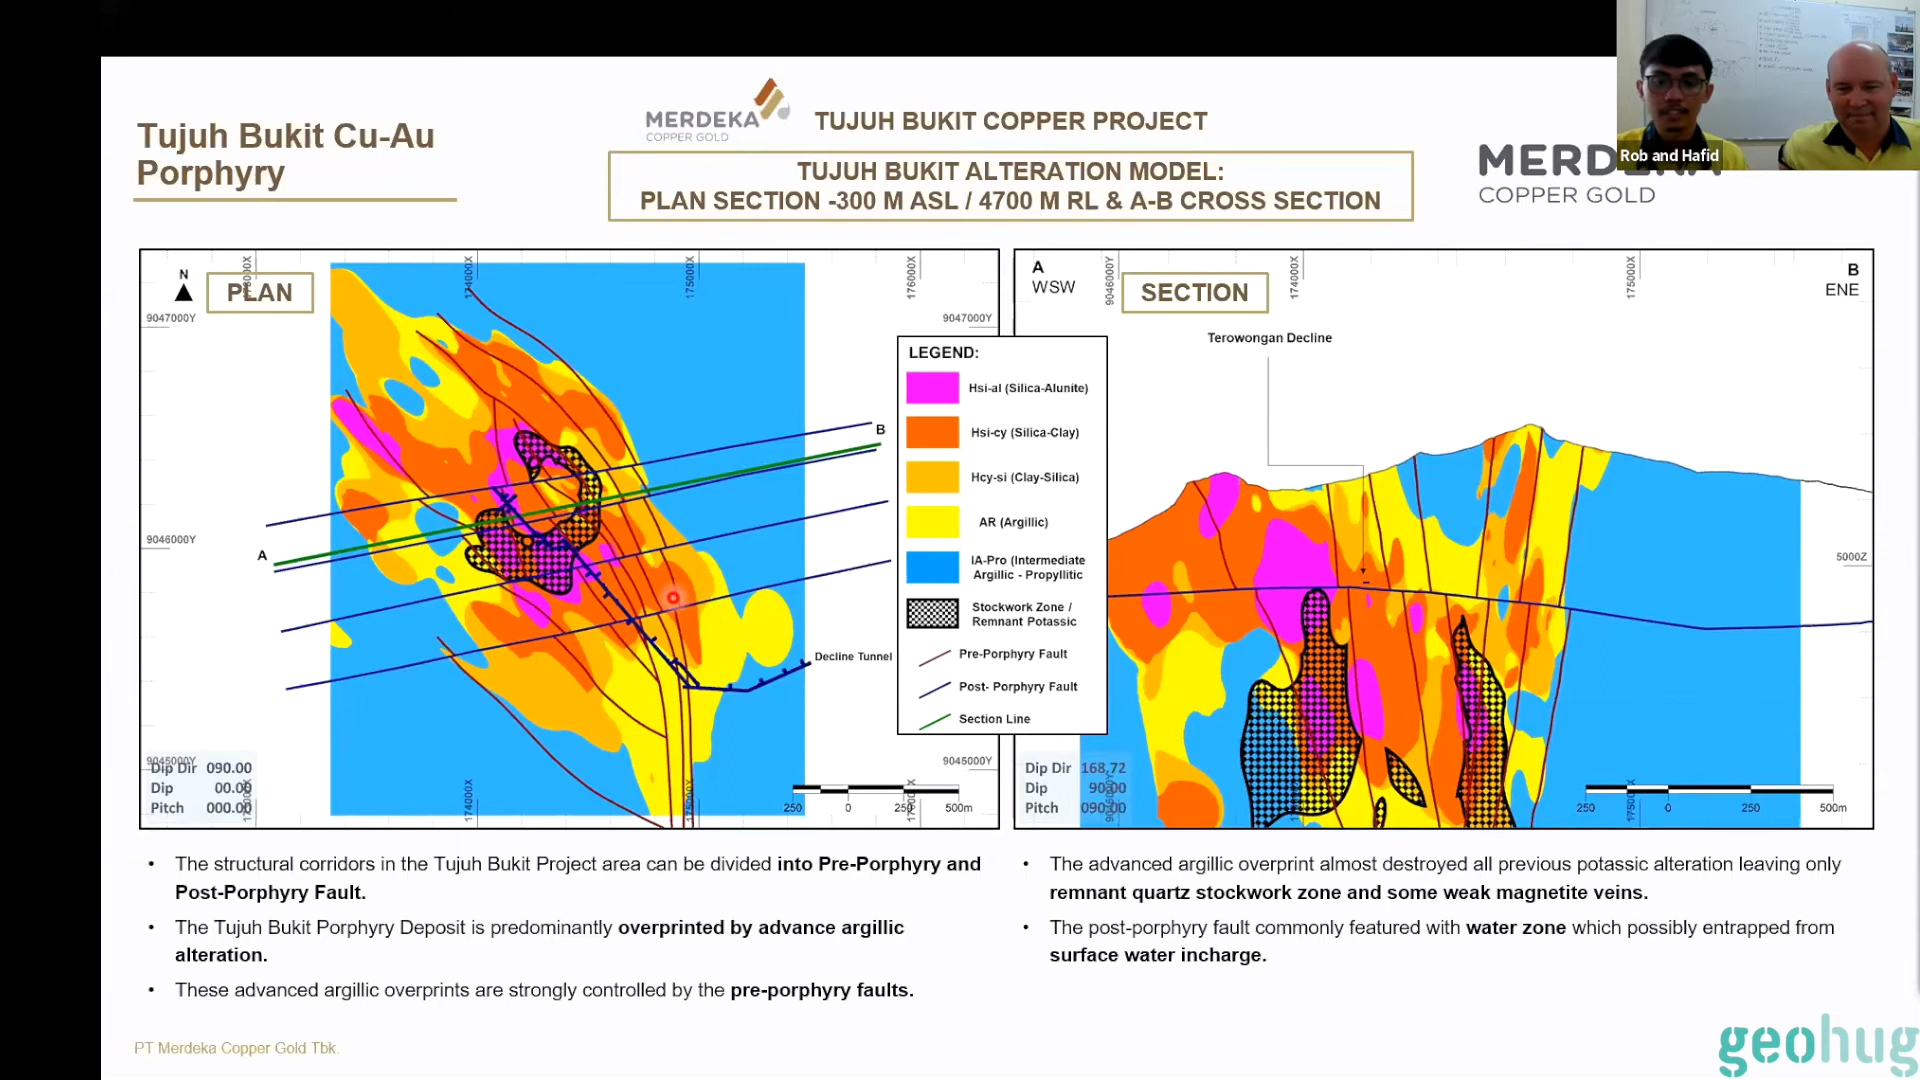 Tujuh Bukit Cu-Au
Porphyry
MERDEKA
COPPER GOLD
TUJUH BUKIT COPPER PROJECT
TUJUH BUKIT ALTERATION MODEL:
PLAN SECTION -300 M ASL / 4700 M RL & A-B CROSS SECTION
COPPER GOLD
Rob and Hafid
N
PLAN
174000X
175000X
176000X
9047000Y
9047000Y
B
9046000Y
A
Decline Tunnel
9045000Y
9045000Y
Dip Dir 090.00
Dip 00.00
Pitch 000.00
174000X
175000X
250 0 250 500m
LEGEND:
Hsi-al (Silica-Alunite)
Hsi-cy (Silica-Clay)
Hcy-si (Clay-Silica)
AR (Argillic)
IA-Pro (Intermediate
Argillic - Propyllitic
Stockwork Zone /
Remnant Potassic
Pre-Porphyry Fault
Post- Porphyry Fault
Section Line
A
WSW
9046000Y
SECTION
174000X
175000X
B
ENE
Terowongan Decline
5000Z
Dip Dir 168.72
Dip 90.00
Pitch 090.00
250 0 250 500m
• The structural corridors in the Tujuh Bukit Project area can be divided into Pre-Porphyry and
Post-Porphyry Fault.
• The Tujuh Bukit Porphyry Deposit is predominantly overprinted by advance argillic
alteration.
• These advanced argillic overprints are strongly controlled by the pre-porphyry faults.
• The advanced argillic overprint almost destroyed all previous potassic alteration leaving only
remnant quartz stockwork zone and some weak magnetite veins.
• The post-porphyry fault commonly featured with water zone which possibly entrapped from
surface water incharge.
PT Merdeka Copper Gold Tbk.
geohug